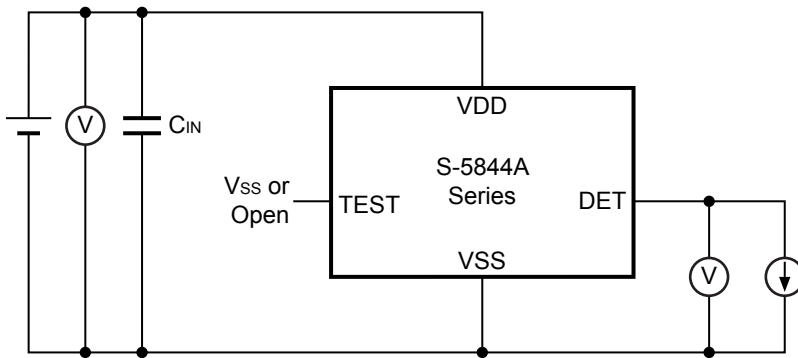 V
CIN
VDD
S-5844A
Series
VSS or
Open
TEST
DET
VSS
V